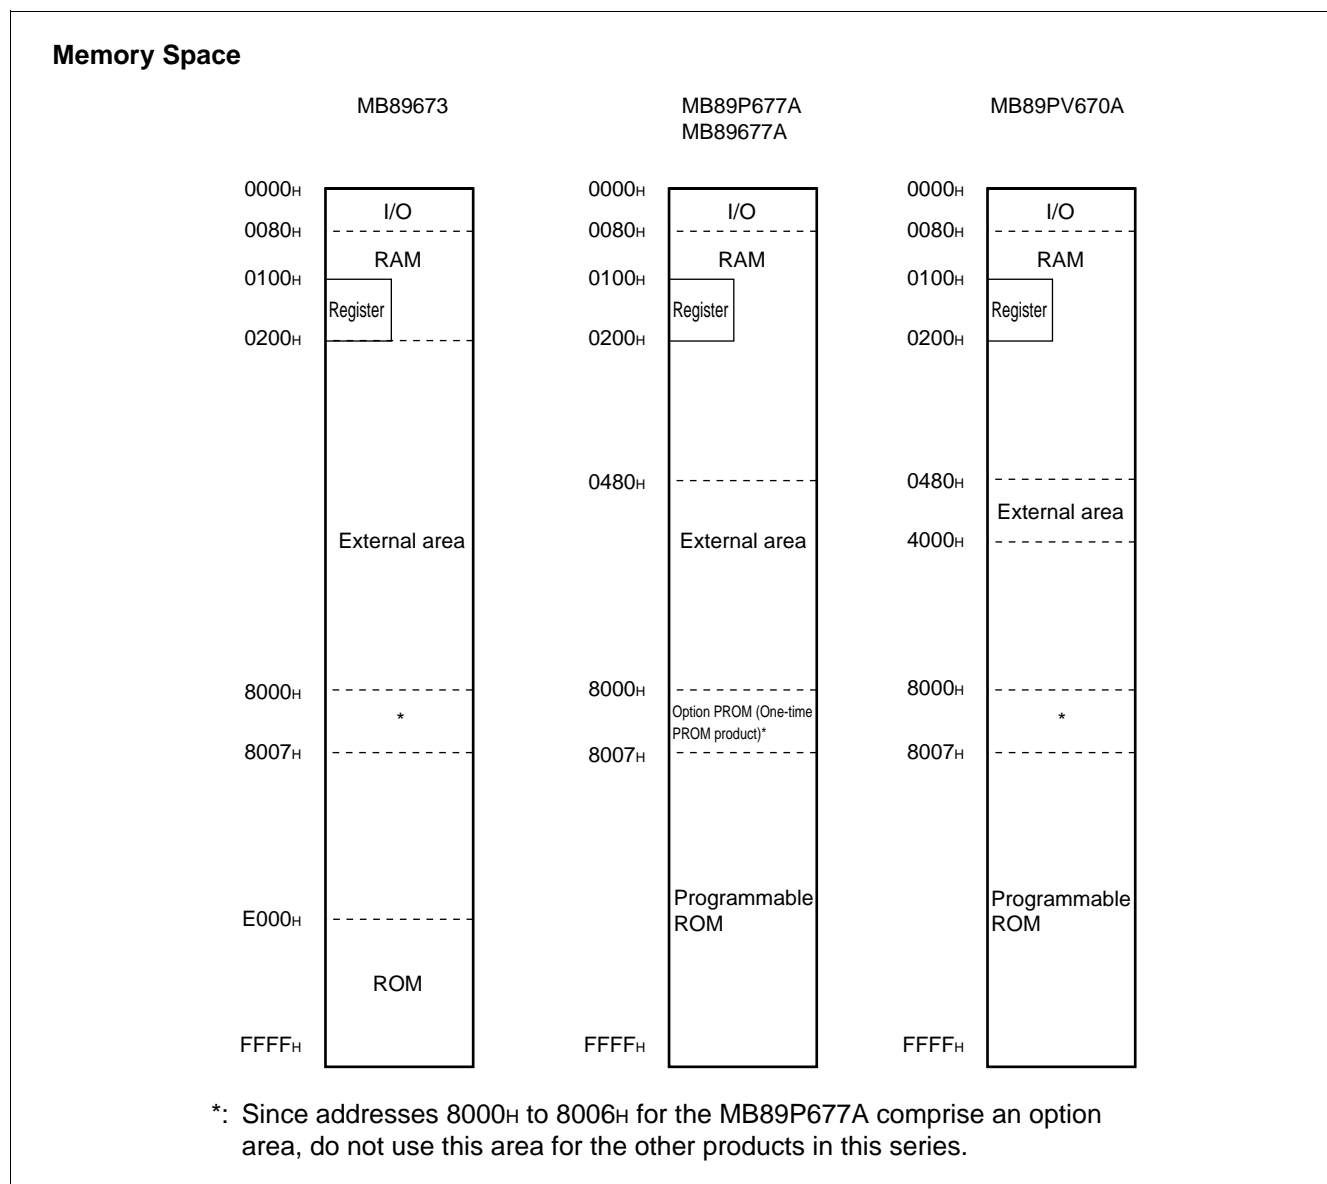 Memory Space
MB89673
0000H
I/O
0080H
RAM
0100H
Register
0200H
External area
8000H
*
8007H
E000H
ROM
FFFFH
MB89P677A
MB89677A
0000H
I/O
0080H
RAM
0100H
Register
0200H
0480H
External area
8000H
Option PROM (One-time
PROM product)*
8007H
Programmable
ROM
FFFFH
MB89PV670A
0000H
I/O
0080H
RAM
0100H
Register
0200H
0480H
External area
4000H
8000H
*
8007H
Programmable
ROM
FFFFH
*: Since addresses 8000H to 8006H for the MB89P677A comprise an option
area, do not use this area for the other products in this series.